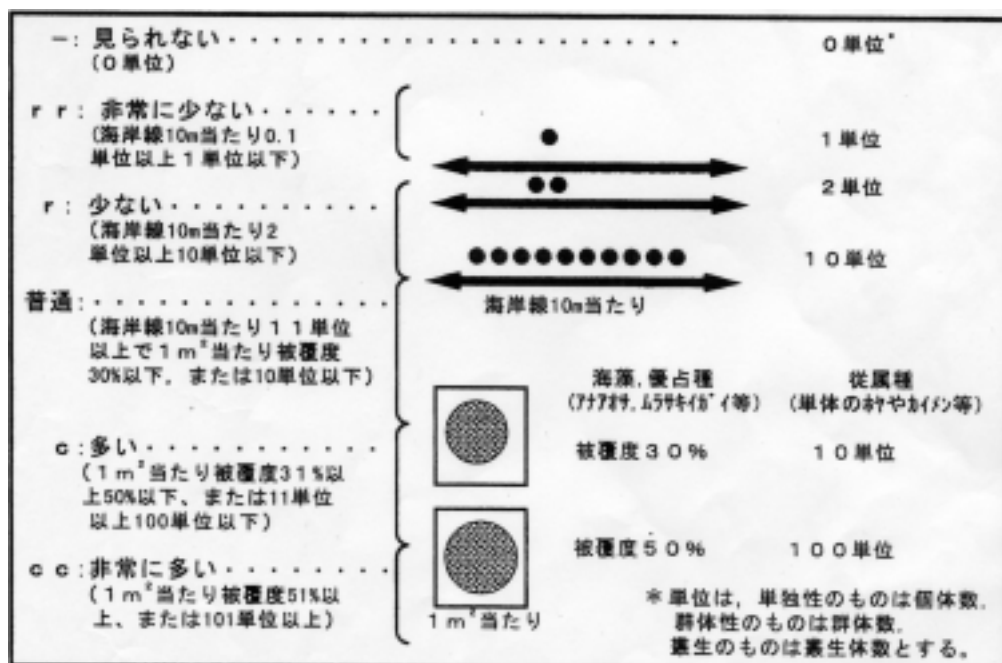 －: 見られない・・・・・・・・・・・・・・・・・・・・・ 0単位*
(0単位)
rr: 非常に少ない・・・・・・
(海岸線10m当たり0.1
単位以上1単位以下)
1単位
r: 少ない・・・・・・・・・・
(海岸線10m当たり2
単位以上10単位以下)
2単位
10単位
海岸線10m当たり
普通:・・・・・・・・・・・・・・
(海岸線10m当たり11単位
以上で1m²当たり被覆度
30%以下, または10単位以下)
海藻, 優占種
(アナアオサ, ムラサキイガイ等)
従属種
(単体のホヤやカイメン等)
c:多い・・・・・・・・・・・
(1m²当たり被覆度31%以
上50%以下、または11単位
以上100単位以下)
被覆度30% 10単位
cc:非常に多い・・・・・・・・
(1m²当たり被覆度51%以
上、または101単位以上)
被覆度50% 100単位
1m²当たり
*単位は, 単独性のものは個体数,
群体性のものは群体数,
叢生のものは叢生体数とする。